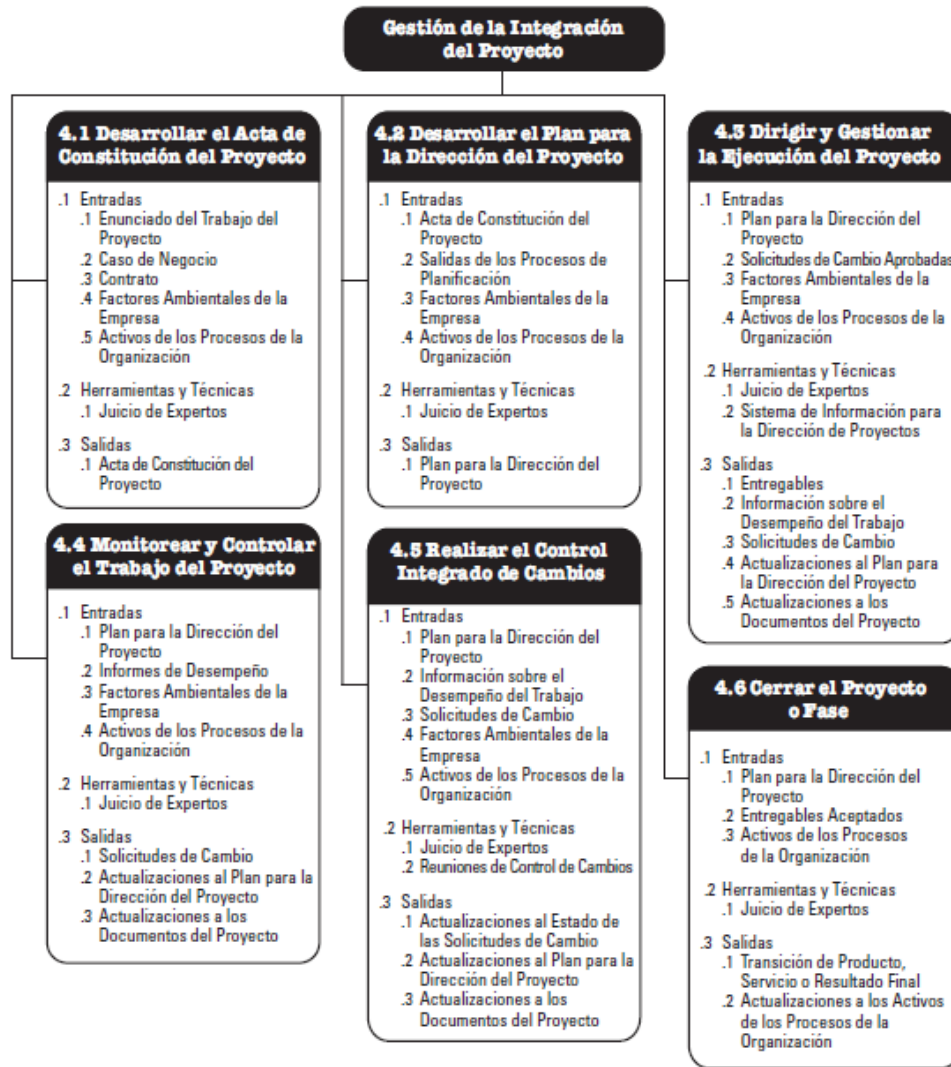 Gestión de la Integración
del Proyecto
4.1 Desarrollar el Acta de
Constitución del Proyecto
.1 Entradas
.1 Enunciado del Trabajo del
Proyecto
.2 Caso de Negocio
.3 Contrato
.4 Factores Ambientales de la
Empresa
.5 Activos de los Procesos de la
Organización
.2 Herramientas y Técnicas
.1 Juicio de Expertos
.3 Salidas
.1 Acta de Constitución del
Proyecto
4.2 Desarrollar el Plan para
la Dirección del Proyecto
.1 Entradas
.1 Acta de Constitución del
Proyecto
.2 Salidas de los Procesos de
Planificación
.3 Factores Ambientales de la
Empresa
.4 Activos de los Procesos de la
Organización
.2 Herramientas y Técnicas
.1 Juicio de Expertos
.3 Salidas
.1 Plan para la Dirección del
Proyecto
4.3 Dirigir y Gestionar
la Ejecución del Proyecto
.1 Entradas
.1 Plan para la Dirección del
Proyecto
.2 Solicitudes de Cambio Aprobadas
.3 Factores Ambientales de la
Empresa
.4 Activos de los Procesos de la
Organización
.2 Herramientas y Técnicas
.1 Juicio de Expertos
.2 Sistema de Información para
la Dirección de Proyectos
.3 Salidas
.1 Entregables
.2 Información sobre el
Desempeño del Trabajo
.3 Solicitudes de Cambio
.4 Actualizaciones al Plan para
la Dirección del Proyecto
.5 Actualizaciones a los
Documentos del Proyecto
4.4 Monitorear y Controlar
el Trabajo del Proyecto
.1 Entradas
.1 Plan para la Dirección del
Proyecto
.2 Informes de Desempeño
.3 Factores Ambientales de la
Empresa
.4 Activos de los Procesos de la
Organización
.2 Herramientas y Técnicas
.1 Juicio de Expertos
.3 Salidas
.1 Solicitudes de Cambio
.2 Actualizaciones al Plan para la
Dirección del Proyecto
.3 Actualizaciones a los
Documentos del Proyecto
4.5 Realizar el Control
Integrado de Cambios
.1 Entradas
.1 Plan para la Dirección del
Proyecto
.2 Información sobre el
Desempeño del Trabajo
.3 Solicitudes de Cambio
.4 Factores Ambientales de la
Empresa
.5 Activos de los Procesos de la
Organización
.2 Herramientas y Técnicas
.1 Juicio de Expertos
.2 Reuniones de Control de Cambios
.3 Salidas
.1 Actualizaciones al Estado de
las Solicitudes de Cambio
.2 Actualizaciones al Plan para la
Dirección del Proyecto
.3 Actualizaciones a los
Documentos del Proyecto
4.6 Cerrar el Proyecto
o Fase
.1 Entradas
.1 Plan para la Dirección del
Proyecto
.2 Entregables Aceptados
.3 Activos de los Procesos
de la Organización
.2 Herramientas y Técnicas
.1 Juicio de Expertos
.3 Salidas
.1 Transición de Producto,
Servicio o Resultado Final
.2 Actualizaciones a los Activos
de los Procesos de la
Organización